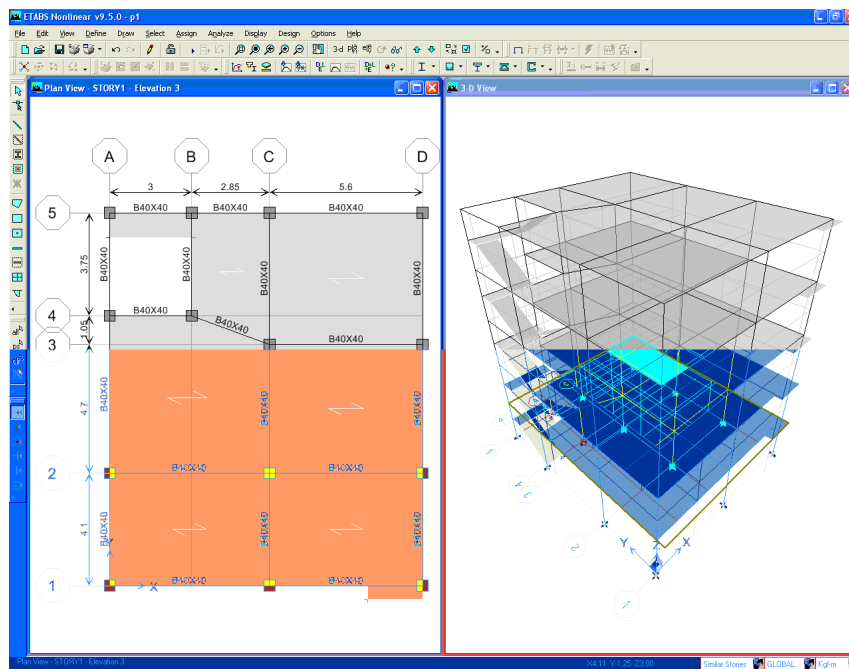 ETABS Nonlinear v9.5.0 - p1
File Edit View Define Draw Select Assign Analyze Display Design Options Help
3-d
Plan View - STORY1 - Elevation 3
3-D View
A B C D
3 2.85 5.6
5
B40X40 B40X40 B40X40
3.75
B40X40 B40X40 B40X40 B40X40
4
B40X40
B40X40
1.05
3
B40X40
all
4.7
B40X40 B40X40 B40X40
2
B40X40 B40X40
4.1
B40X40 B40X40 B40X40
1
B40X40 B40X40
X
Y Z X
2
1
Plan View - STORY1 - Elevation 3
X4.11 Y-1.25 Z3.00
Similar Stories
GLOBAL
Kgf-m